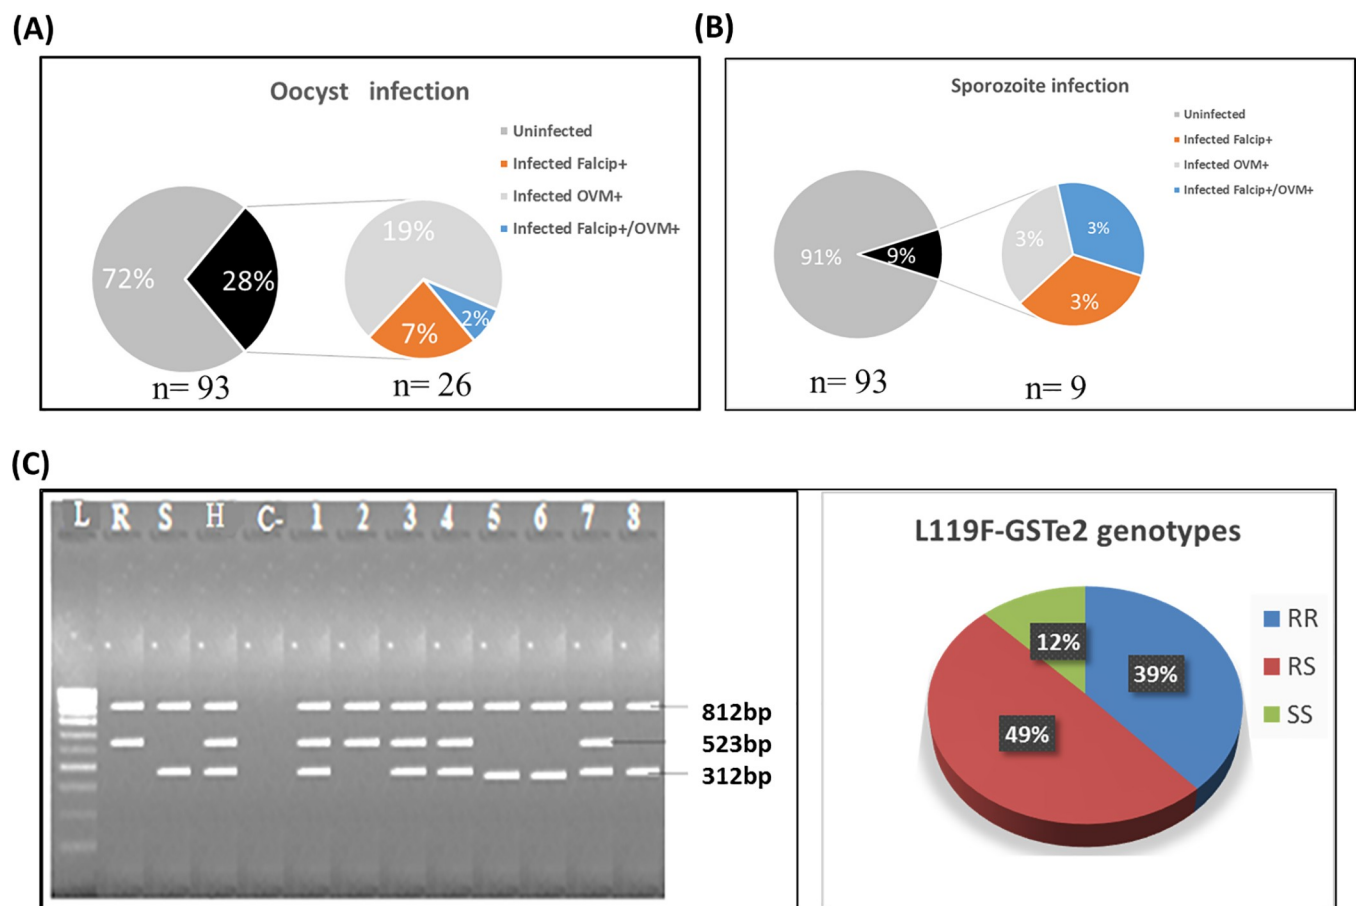 (A)
Oocyst infection
Uninfected
Infected Falcip+
Infected OVM+
Infected Falcip+/OVM+
72%
28%
19%
7%
2%
n= 93
n= 26
(B)
Sporozoite infection
Uninfected
Infected Falcip+
Infected OVM+
Infected Falcip+/OVM+
91%
9%
3%
3%
3%
n= 93
n= 9
(C)
L R S H C- 1 2 3 4 5 6 7 8
812bp
523bp
312bp
L119F-GSTe2 genotypes
RR
RS
SS
12%
39%
49%